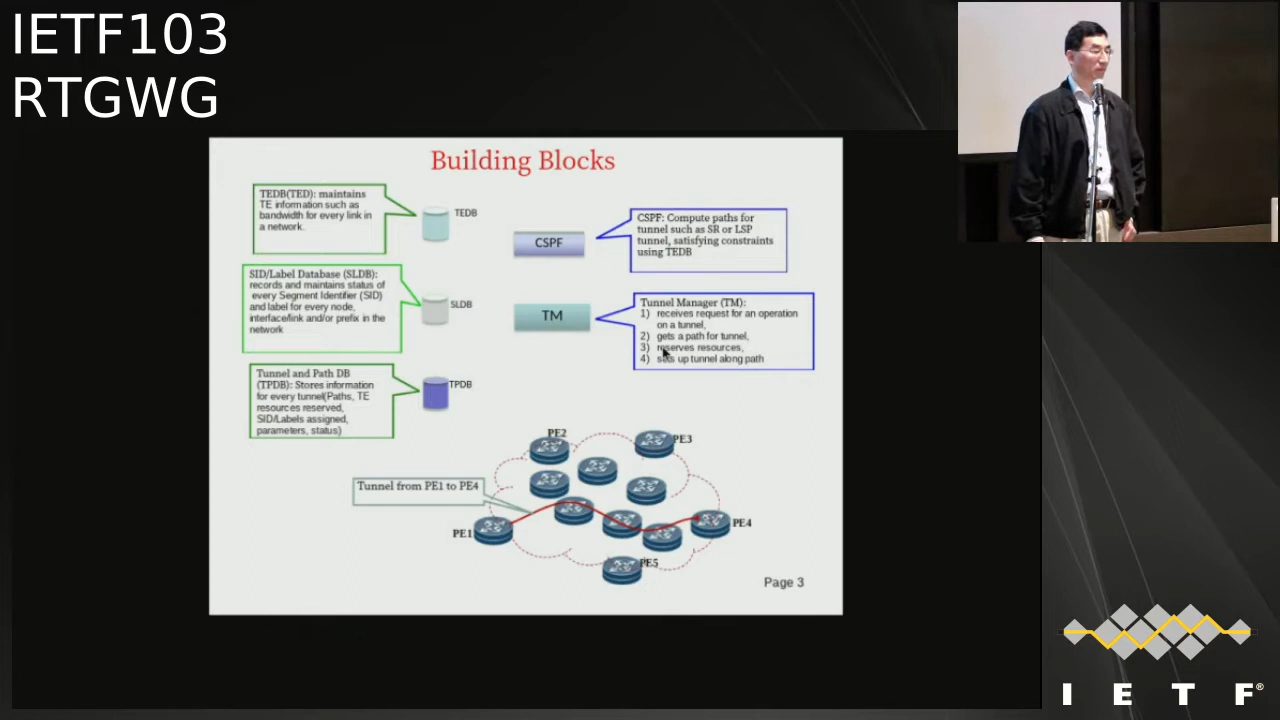 IETF103
RTGWG
Building Blocks
TEDB(TED): maintains
TE information such as
bandwidth for every link in
a network.
TEDB
CSPF
CSPF: Compute paths for
tunnel such as SR or LSP
tunnel, satisfying constraints
using TEDB
SID/Label Database (SLDB):
records and maintains status of
every Segment Identifier (SID)
and label for every node,
interface/link and/or prefix in the
network
SLDB
TM
Tunnel Manager (TM):
1) receives request for an operation
on a tunnel,
2) gets a path for tunnel,
3) reserves resources,
4) sets up tunnel along path
Tunnel and Path DB
(TPDB): Stores information
for every tunnel(Paths, TE
resources reserved,
SID/Labels assigned,
parameters, status)
TPDB
PE2
PE3
Tunnel from PE1 to PE4
PE1
PE4
PE5
Page 3
I E T F®